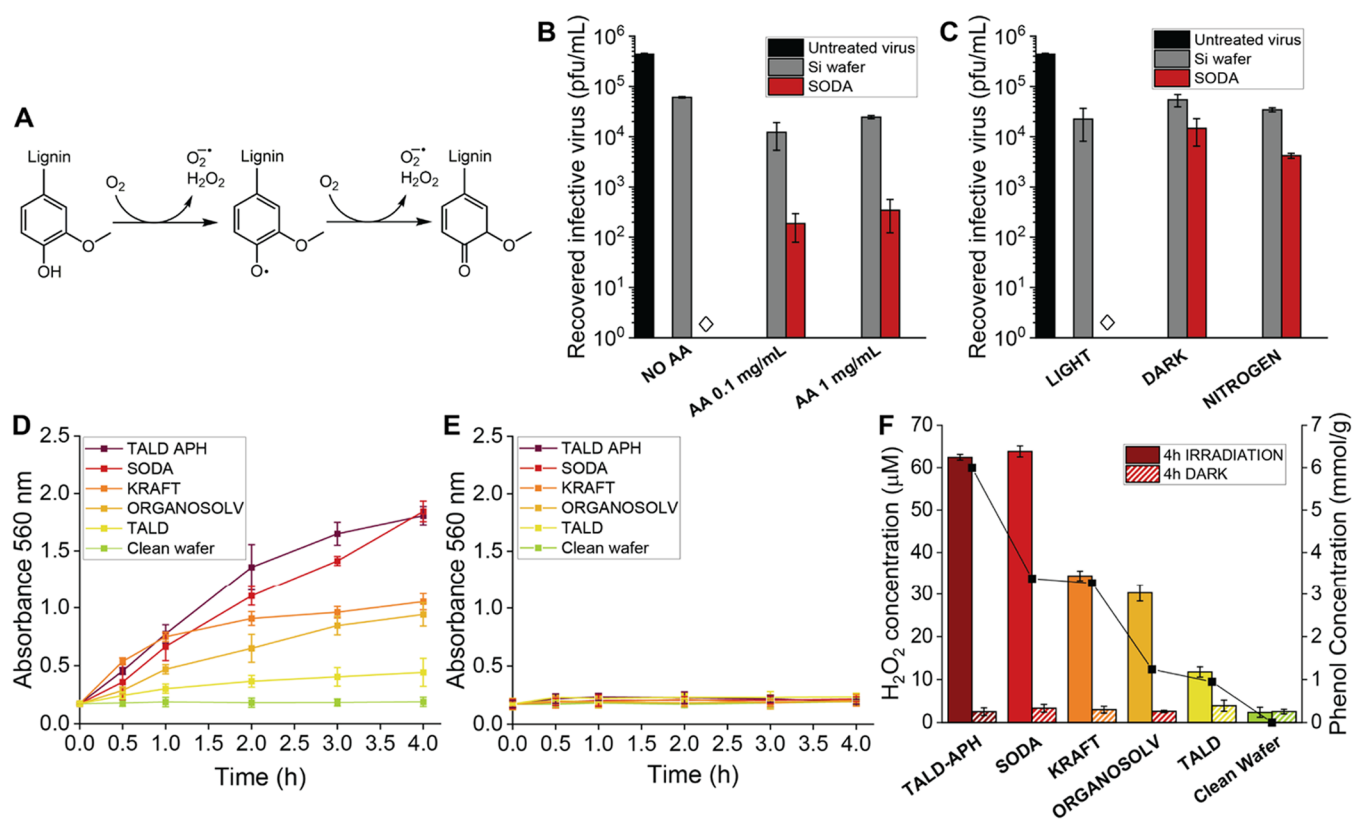 A
Lignin
O2
O2−•
H2O2
Lignin
O2
O2−•
H2O2
Lignin
O
OH
O
O•
O
O
B
Recovered infective virus (pfu/mL)
10^6
10^5
10^4
10^3
10^2
10^1
10^0
Untreated virus
Si wafer
SODA
NO AA
AA 0.1 mg/mL
AA 1 mg/mL
C
Recovered infective virus (pfu/mL)
10^6
10^5
10^4
10^3
10^2
10^1
10^0
Untreated virus
Si wafer
SODA
LIGHT
DARK
NITROGEN
D
Absorbance 560 nm
2.5
2.0
1.5
1.0
0.5
0.0
TALD APH
SODA
KRAFT
ORGANOSOLV
TALD
Clean wafer
0.0 0.5 1.0 1.5 2.0 2.5 3.0 3.5 4.0
Time (h)
E
Absorbance 560 nm
2.5
2.0
1.5
1.0
0.5
0.0
TALD APH
SODA
KRAFT
ORGANOSOLV
TALD
Clean wafer
0.0 0.5 1.0 1.5 2.0 2.5 3.0 3.5 4.0
Time (h)
F
H2O2 concentration (µM)
70
60
50
40
30
20
10
0
4h IRRADIATION
4h DARK
7
6
5
4
3
2
1
0
Phenol Concentration (mmol/g)
TALD-APH
SODA
KRAFT
ORGANOSOLV
TALD
Clean Wafer